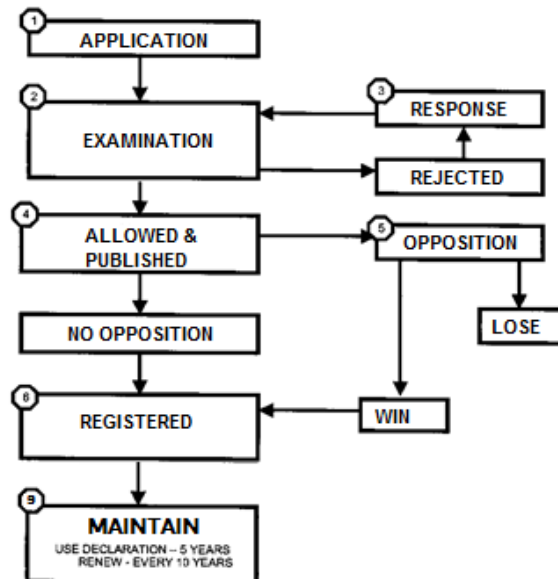 1
APPLICATION
2
EXAMINATION
3
RESPONSE
REJECTED
4
ALLOWED &
PUBLISHED
5
OPPOSITION
NO OPPOSITION
LOSE
6
REGISTERED
WIN
9
MAINTAIN
USE DECLARATION – 5 YEARS
RENEW - EVERY 10 YEARS